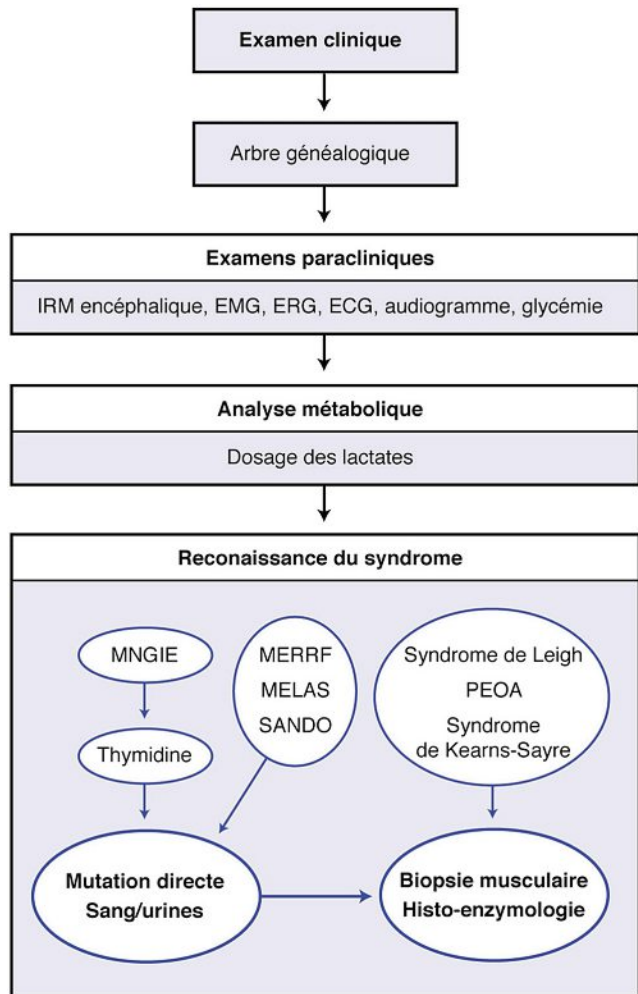 Examen clinique
Arbre généalogique
Examens paracliniques
IRM encéphalique, EMG, ERG, ECG, audiogramme, glycémie
Analyse métabolique
Dosage des lactates
Reconaissance du syndrome
MNGIE
Thymidine
MERRF
MELAS
SANDO
Syndrome de Leigh
PEOA
Syndrome
de Kearns-Sayre
Mutation directe
Sang/urines
Biopsie musculaire
Histo-enzymologie